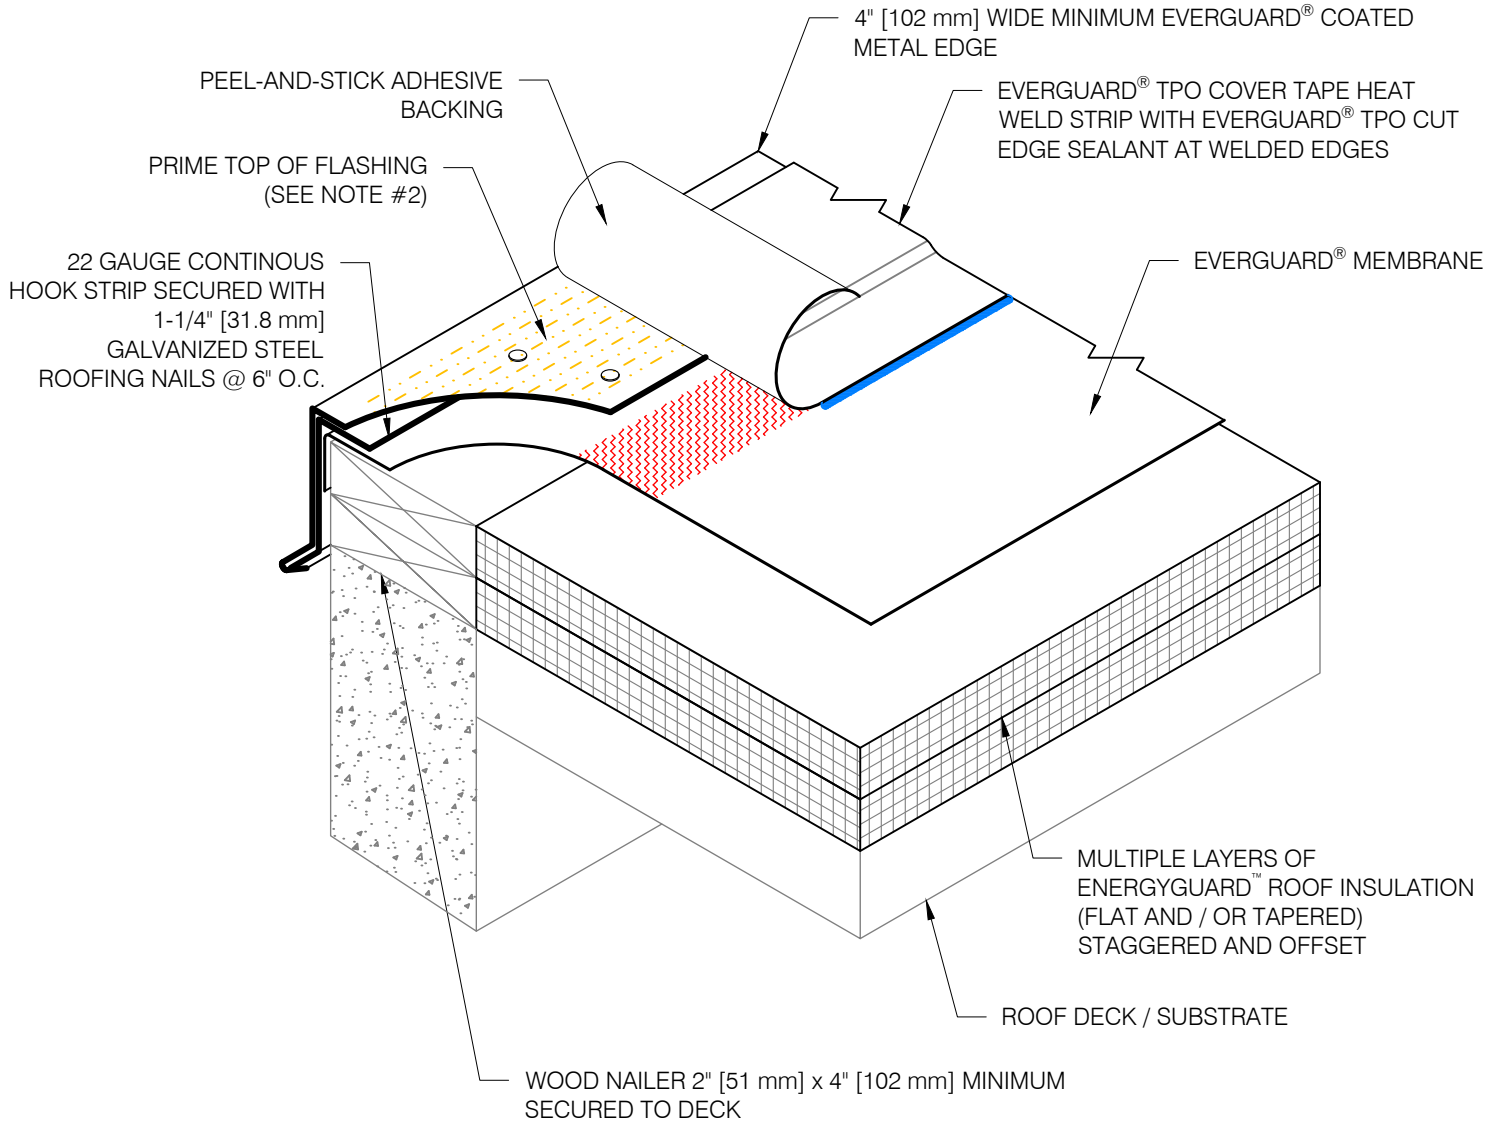 4" [102 mm] WIDE MINIMUM EVERGUARD® COATED
METAL EDGE
PEEL-AND-STICK ADHESIVE
BACKING
EVERGUARD® TPO COVER TAPE HEAT
WELD STRIP WITH EVERGUARD® TPO CUT
EDGE SEALANT AT WELDED EDGES
PRIME TOP OF FLASHING
(SEE NOTE #2)
22 GAUGE CONTINOUS
HOOK STRIP SECURED WITH
1-1/4" [31.8 mm]
GALVANIZED STEEL
ROOFING NAILS @ 6" O.C.
EVERGUARD® MEMBRANE
MULTIPLE LAYERS OF
ENERGYGUARD™ ROOF INSULATION
(FLAT AND / OR TAPERED)
STAGGERED AND OFFSET
ROOF DECK / SUBSTRATE
WOOD NAILER 2" [51 mm] x 4" [102 mm] MINIMUM
SECURED TO DECK